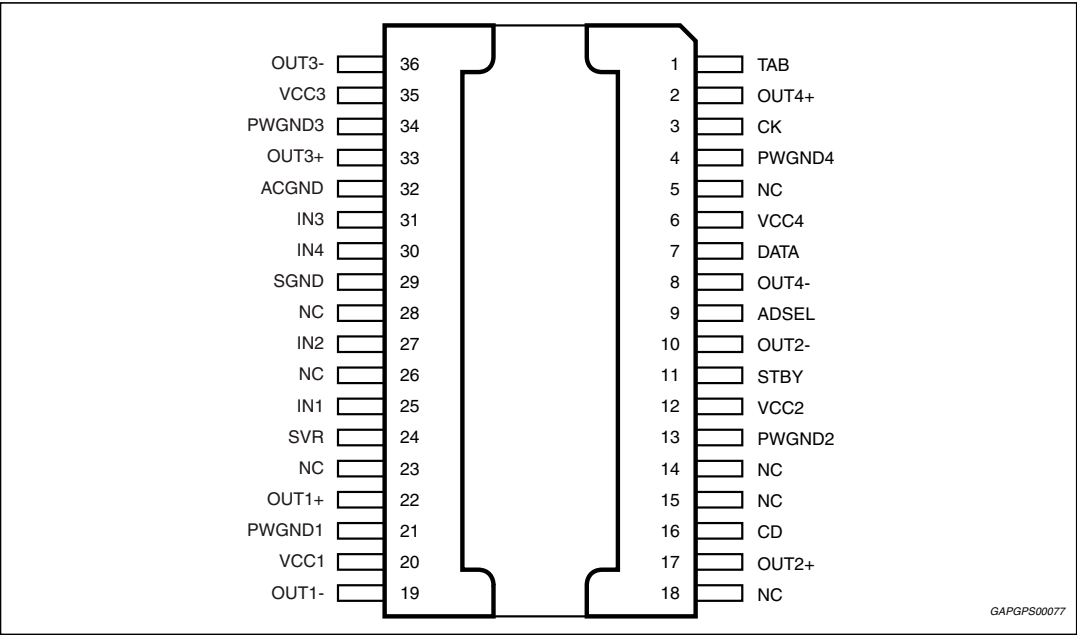 OUT3- 36 1 TAB
VCC3 35 2 OUT4+
PWGND3 34 3 CK
OUT3+ 33 4 PWGND4
ACGND 32 5 NC
IN3 31 6 VCC4
IN4 30 7 DATA
SGND 29 8 OUT4-
NC 28 9 ADSEL
IN2 27 10 OUT2-
NC 26 11 STBY
IN1 25 12 VCC2
SVR 24 13 PWGND2
NC 23 14 NC
OUT1+ 22 15 NC
PWGND1 21 16 CD
VCC1 20 17 OUT2+
OUT1- 19 18 NC
GAPGPS00077